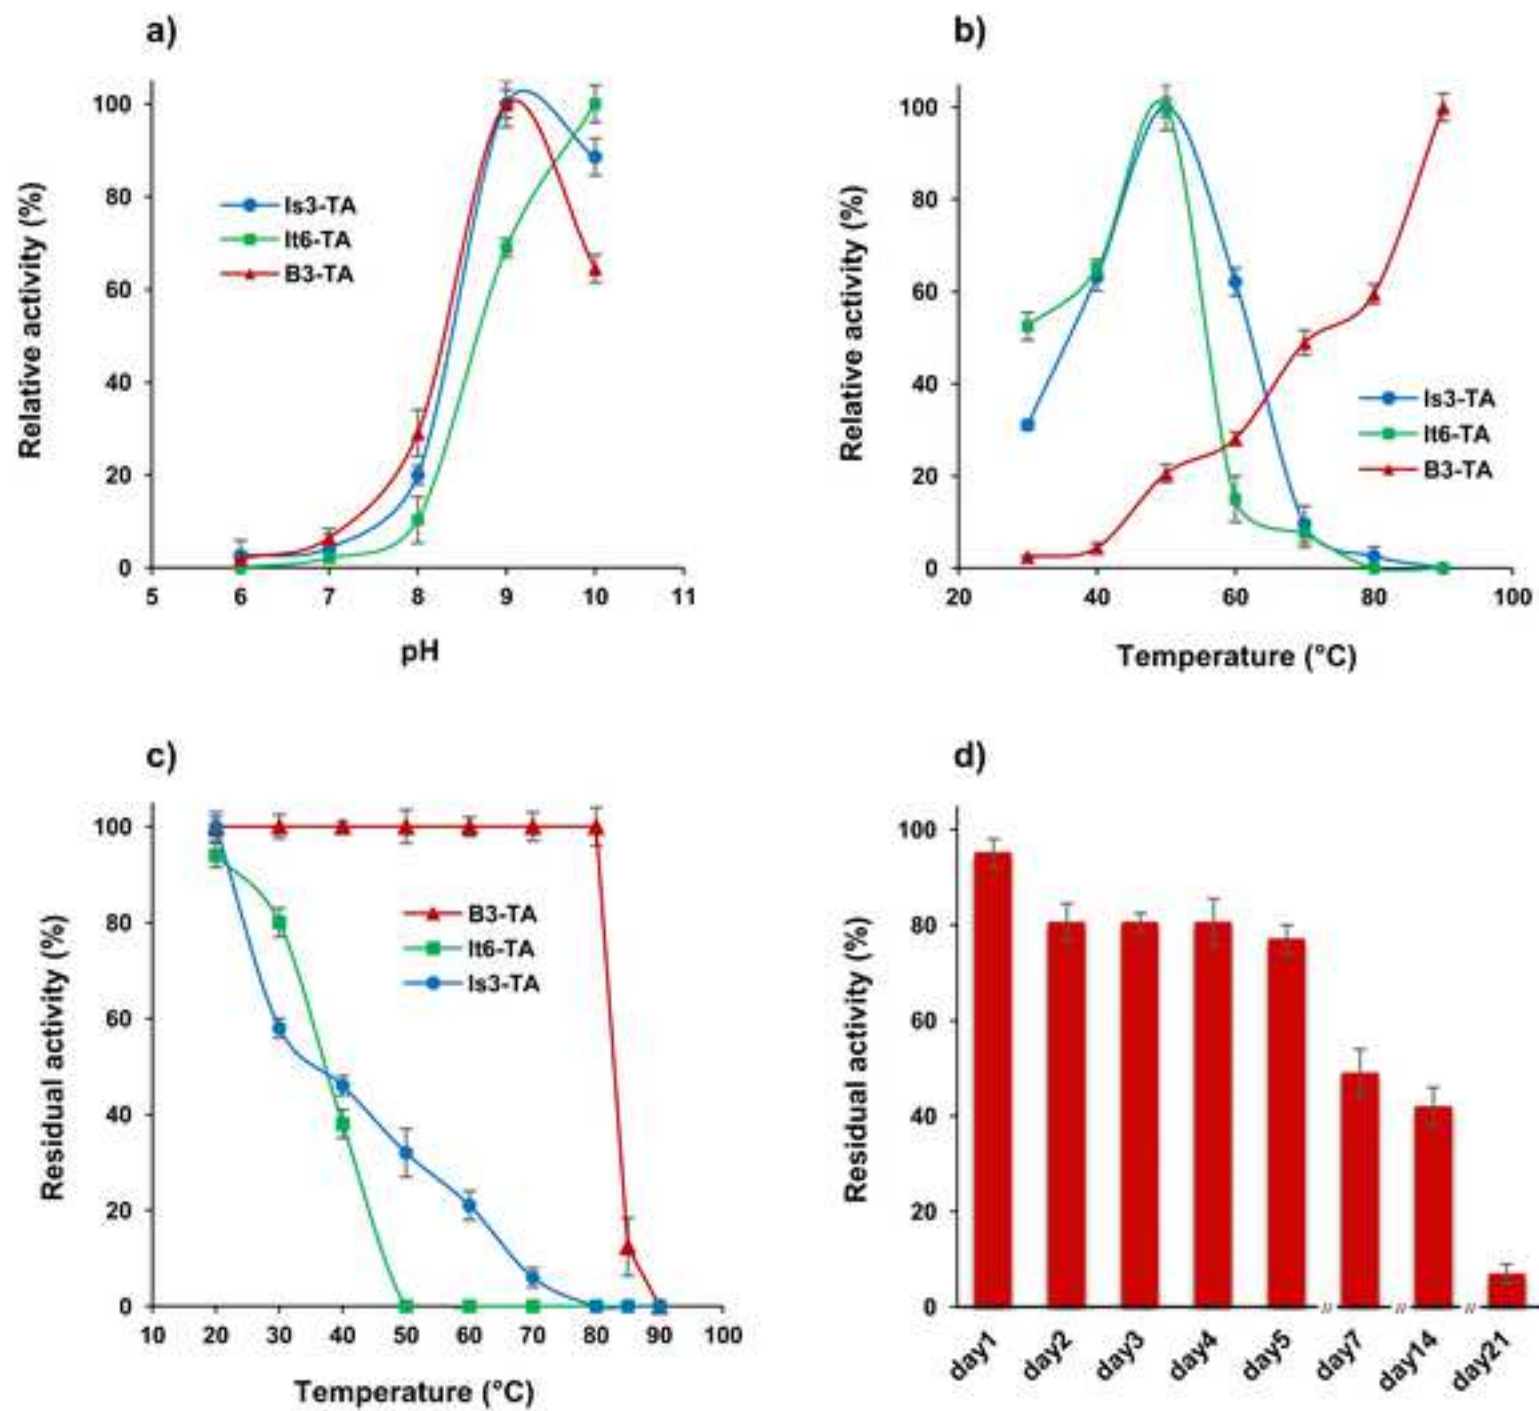 a)
Relative activity (%)
100
80
60
40
20
0
5 6 7 8 9 10 11
pH
Is3-TA
It6-TA
B3-TA
b)
Relative activity (%)
100
80
60
40
20
0
20 40 60 80 100
Temperature (°C)
Is3-TA
It6-TA
B3-TA
c)
Residual activity (%)
100
80
60
40
20
0
10 20 30 40 50 60 70 80 90 100
Temperature (°C)
B3-TA
It6-TA
Is3-TA
d)
Residual activity (%)
100
80
60
40
20
0
day1 day2 day3 day4 day5 // day7 // day14 // day21